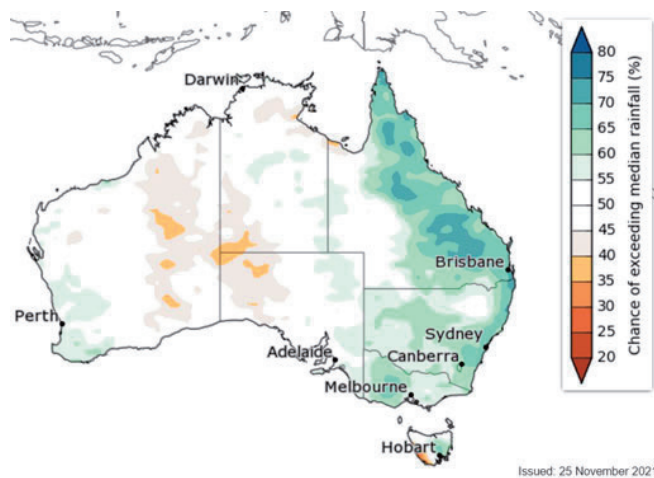 Darwin
Brisbane
Perth
Sydney
Adelaide
Canberra
Melbourne
Hobart
80
75
70
65
60
55
45
40
35
30
25
20
Chance of exceeding median rainfall (%)
Issued: 25 November 2021